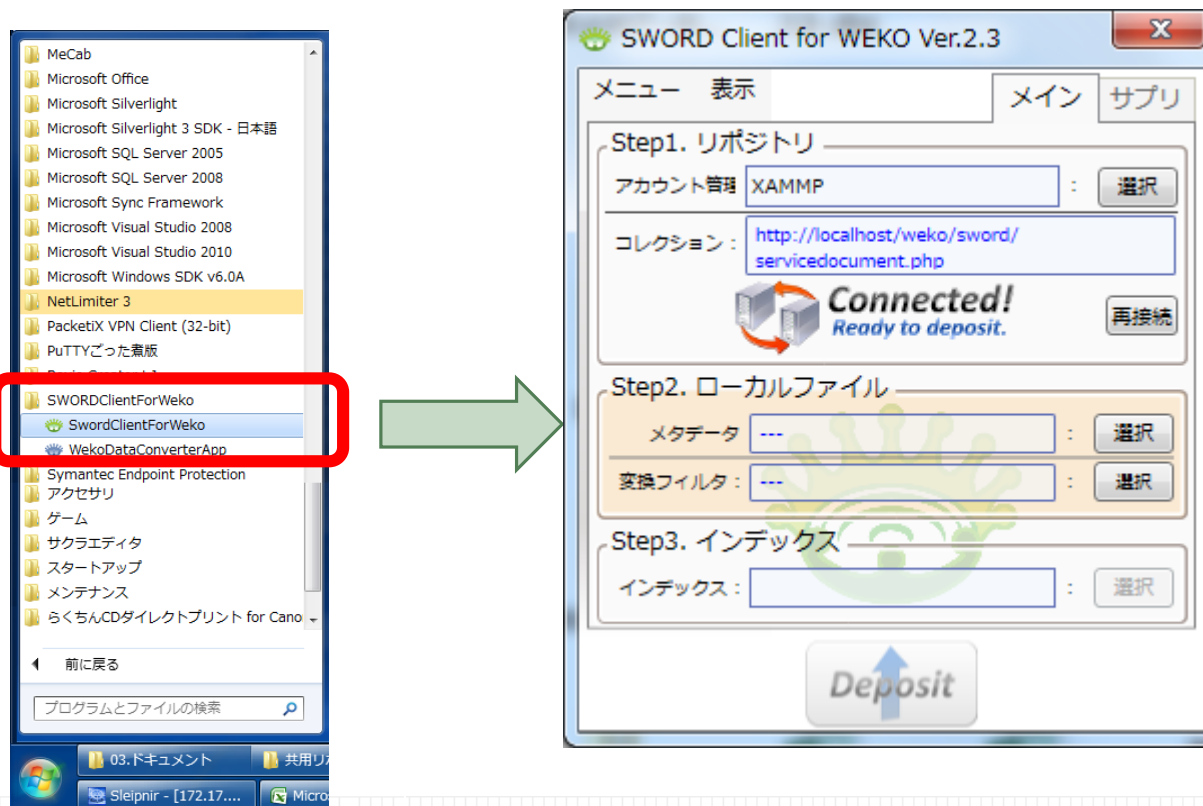 MeCab
Microsoft Office
Microsoft Silverlight
Microsoft Silverlight 3 SDK - 日本語
Microsoft SQL Server 2005
Microsoft SQL Server 2008
Microsoft Sync Framework
Microsoft Visual Studio 2008
Microsoft Visual Studio 2010
Microsoft Windows SDK v6.0A
NetLimiter 3
PacketiX VPN Client (32-bit)
PuTTYごった煮版
SWORDClientForWeko
SwordClientForWeko
WekoDataConverterApp
Symantec Endpoint Protection
アクセサリ
ゲーム
サクラエディタ
スタートアップ
メンテナンス
らくちんCDダイレクトプリント for Cano
前に戻る
プログラムとファイルの検索
03.ドキュメント
共用リ
Sleipnir - [172.17....
Micro
SWORD Client for WEKO Ver.2.3
メニュー 表示
メイン サプリ
Step1. リポジトリ
アカウント管理 XAMMP : 選択
コレクション : http://localhost/weko/sword/
servicedocument.php
Connected!
Ready to deposit.
再接続
Step2. ローカルファイル
メタデータ --- : 選択
変換フィルタ : --- : 選択
Step3. インデックス
インデックス : : 選択
Deposit